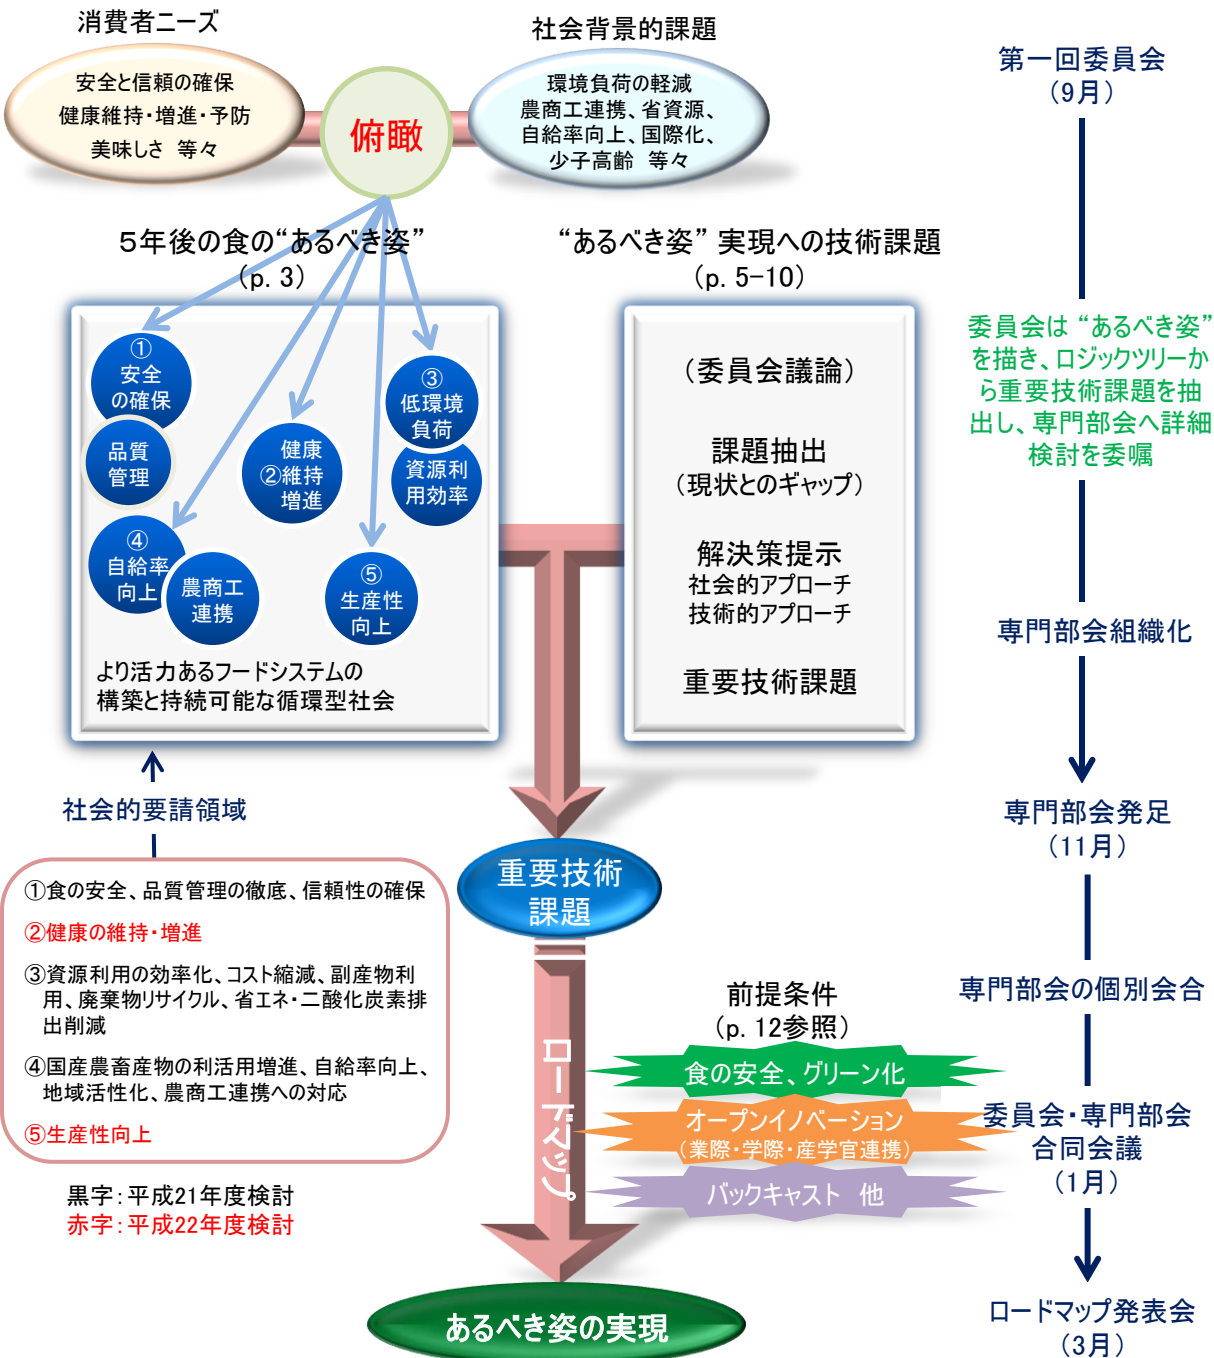 消費者ニーズ
安全と信頼の確保
健康維持・増進・予防
美味しさ 等々
俯瞰
社会背景的課題
環境負荷の軽減
農商工連携、省資源、
自給率向上、国際化、
少子高齢 等々
5年後の食の“あるべき姿”
(p. 3)
①
安全
の確保
品質
管理
健康
②維持
増進
③
低環境
負荷
資源利
用効率
④
自給率
向上
農商工
連携
⑤
生産性
向上
より活力あるフードシステムの
構築と持続可能な循環型社会
“あるべき姿” 実現への技術課題
(p. 5-10)
(委員会議論)
課題抽出
(現状とのギャップ)
解決策提示
社会的アプローチ
技術的アプローチ
重要技術課題
社会的要請領域
①食の安全、品質管理の徹底、信頼性の確保
②健康の維持・増進
③資源利用の効率化、コスト縮減、副産物利
用、廃棄物リサイクル、省エネ・二酸化炭素排
出削減
④国産農畜産物の利活用増進、自給率向上、
地域活性化、農商工連携への対応
⑤生産性向上
黒字:平成21年度検討
赤字:平成22年度検討
重要技術
課題
ロードマップ
前提条件
(p. 12参照)
食の安全、グリーン化
オープンイノベーション
(業際・学際・産学官連携)
バックキャスト 他
あるべき姿の実現
第一回委員会
(9月)
委員会は “あるべき姿”
を描き、ロジックツリーか
ら重要技術課題を抽
出し、専門部会へ詳細
検討を委嘱
専門部会組織化
専門部会発足
(11月)
専門部会の個別会合
委員会・専門部会
合同会議
(1月)
ロードマップ発表会
(3月)